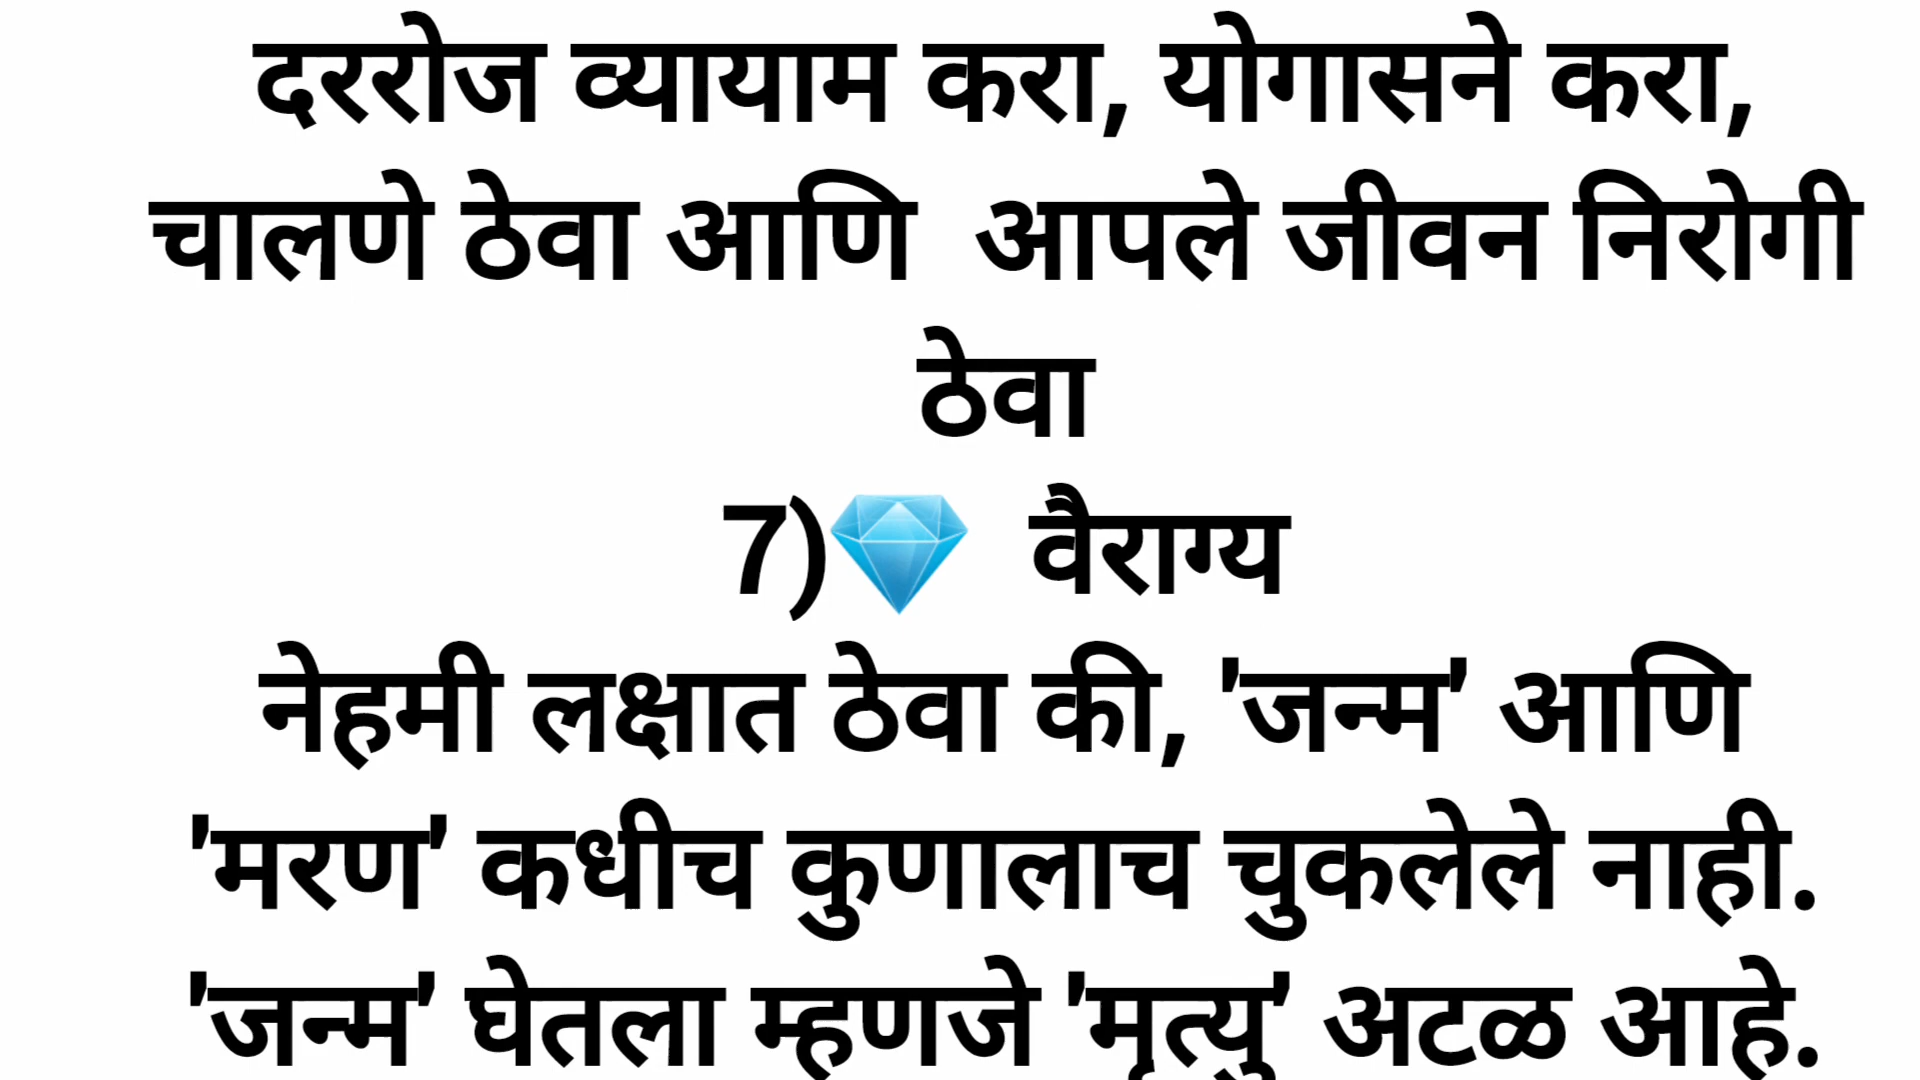 दररोज व्यायाम करा, योगासने करा,
चालणे ठेवा आणि  आपले जीवन निरोगी
ठेवा
7)💎  वैराग्य
नेहमी लक्षात ठेवा की, 'जन्म' आणि
'मरण' कधीच कुणालाच चुकलेले नाही.
'जन्म' घेतला म्हणजे 'मृत्यु' अटळ आहे.